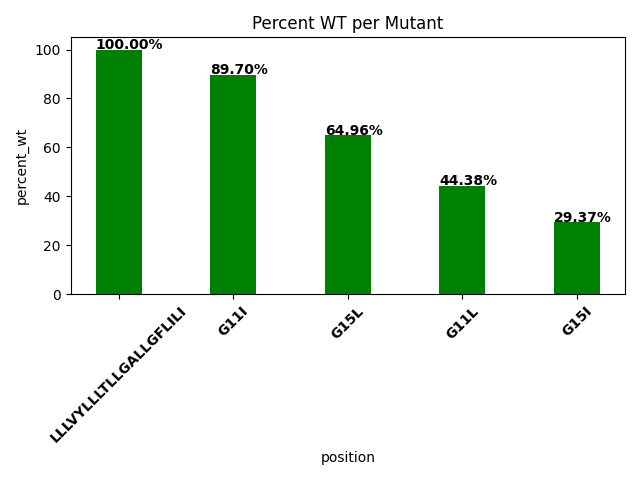 Percent WT per Mutant
percent_wt
100
80
60
40
20
0
100.00%
89.70%
64.96%
44.38%
29.37%
LLLVYLLLTLLGALLGFLILI
G11I
G15L
G11L
G15I
position